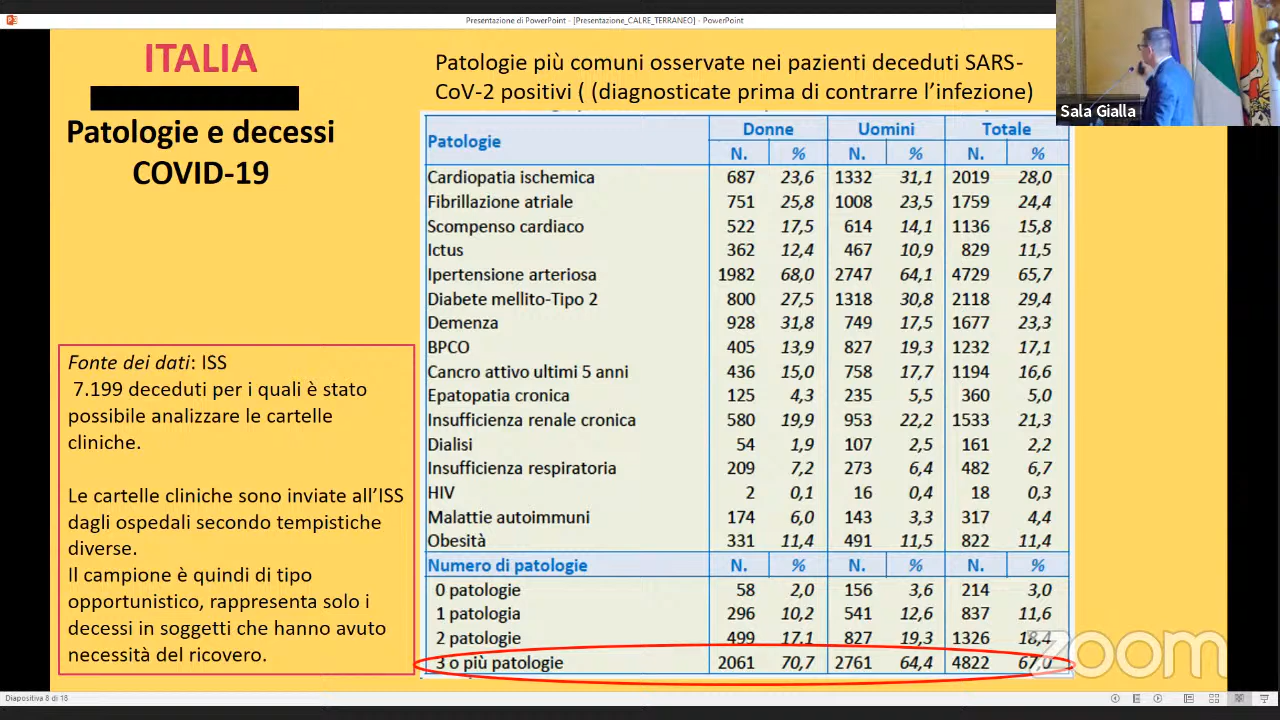 Presentazione di PowerPoint - [Presentazione_CALRE_TERRANEO] - PowerPoint
ITALIA
Patologie e decessi
COVID-19
Patologie più comuni osservate nei pazienti deceduti SARS-
CoV-2 positivi ( (diagnosticate prima di contrarre l'infezione)
Sala Gialla
Patologie Donne Uomini Totale
N. % N. % N. %
Cardiopatia ischemica 687 23,6 1332 31,1 2019 28,0
Fibrillazione atriale 751 25,8 1008 23,5 1759 24,4
Scompenso cardiaco 522 17,5 614 14,1 1136 15,8
Ictus 362 12,4 467 10,9 829 11,5
Ipertensione arteriosa 1982 68,0 2747 64,1 4729 65,7
Diabete mellito-Tipo 2 800 27,5 1318 30,8 2118 29,4
Demenza 928 31,8 749 17,5 1677 23,3
BPCO 405 13,9 827 19,3 1232 17,1
Cancro attivo ultimi 5 anni 436 15,0 758 17,7 1194 16,6
Epatopatia cronica 125 4,3 235 5,5 360 5,0
Insufficienza renale cronica 580 19,9 953 22,2 1533 21,3
Dialisi 54 1,9 107 2,5 161 2,2
Insufficienza respiratoria 209 7,2 273 6,4 482 6,7
HIV 2 0,1 16 0,4 18 0,3
Malattie autoimmuni 174 6,0 143 3,3 317 4,4
Obesità 331 11,4 491 11,5 822 11,4
Numero di patologie N. % N. % N. %
0 patologie 58 2,0 156 3,6 214 3,0
1 patologia 296 10,2 541 12,6 837 11,6
2 patologie 499 17,1 827 19,3 1326 18,4
3 o più patologie 2061 70,7 2761 64,4 4822 67,0
Fonte dei dati: ISS
7.199 deceduti per i quali è stato
possibile analizzare le cartelle
cliniche.
Le cartelle cliniche sono inviate all'ISS
dagli ospedali secondo tempistiche
diverse.
Il campione è quindi di tipo
opportunistico, rappresenta solo i
decessi in soggetti che hanno avuto
necessità del ricovero.
zoom
Diapositiva 8 di 18